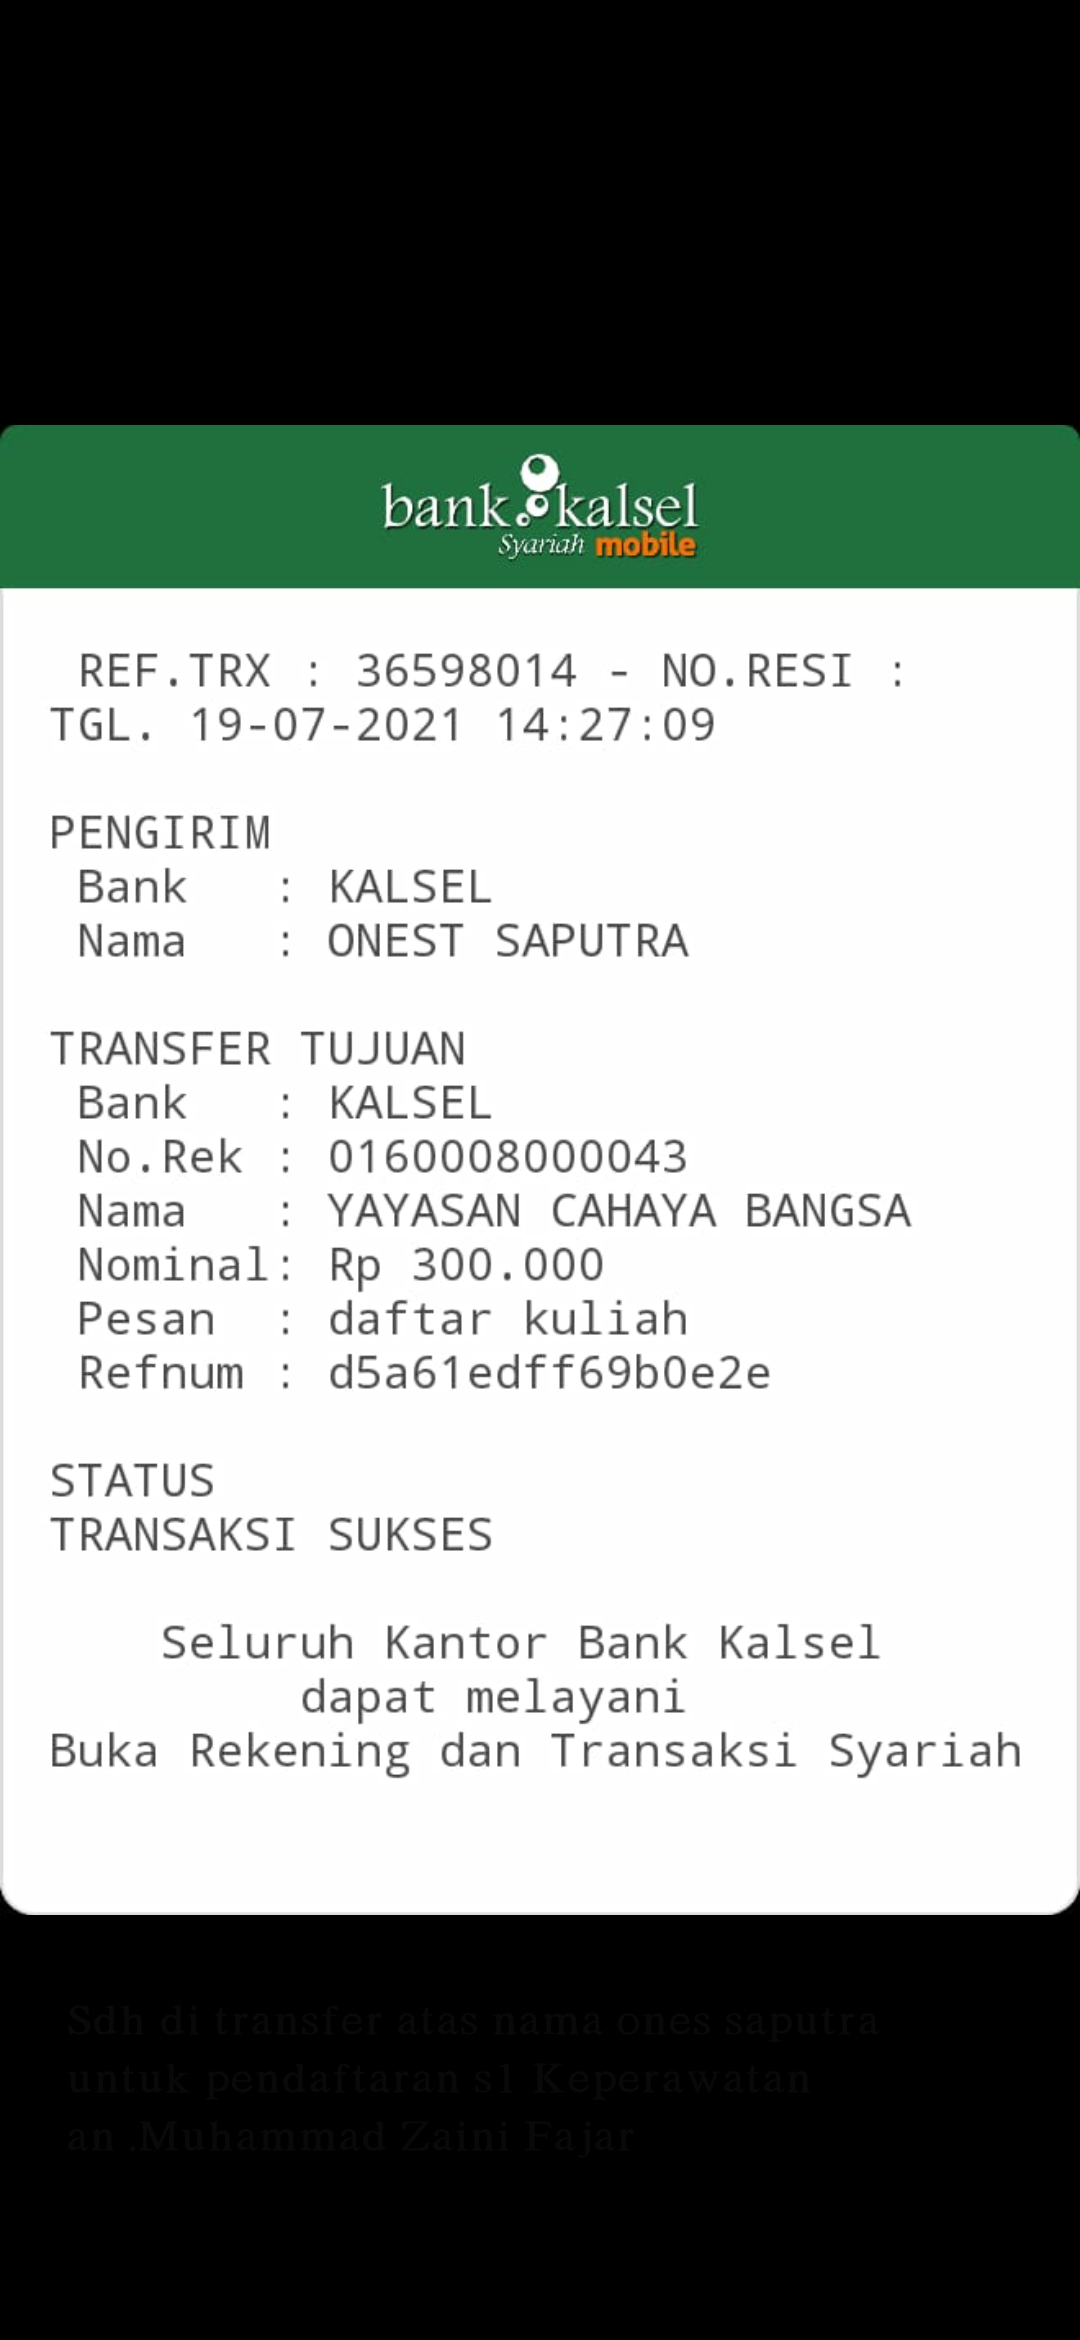 bank kalsel
Syariah mobile
REF.TRX : 36598014 - NO.RESI :
TGL. 19-07-2021 14:27:09
PENGIRIM
Bank : KALSEL
Nama : ONEST SAPUTRA
TRANSFER TUJUAN
Bank : KALSEL
No.Rek : 0160008000043
Nama : YAYASAN CAHAYA BANGSA
Nominal: Rp 300.000
Pesan : daftar kuliah
Refnum : d5a61edff69b0e2e
STATUS
TRANSAKSI SUKSES
Seluruh Kantor Bank Kalsel
dapat melayani
Buka Rekening dan Transaksi Syariah
Sdh di transfer atas nama ones saputra
untuk pendaftaran s1 Keperawatan
an .Muhammad Zaini Fajar